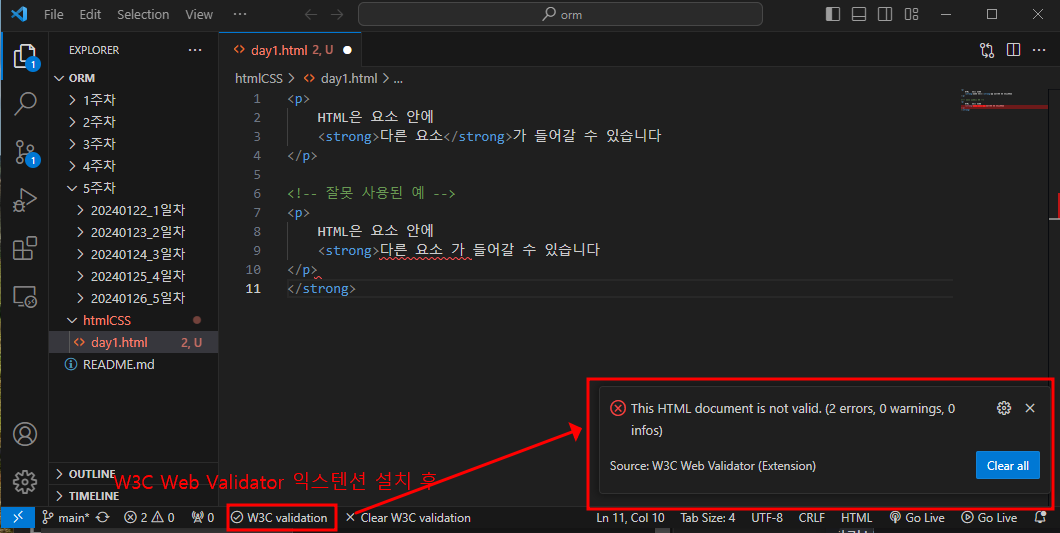 File Edit Selection View ··· orm
EXPLORER ···
ORM
1주차
2주차
3주차
4주차
5주차
20240122_1일차
20240123_2일차
20240124_3일차
20240125_4일차
20240126_5일차
htmlCSS
day1.html 2, U
README.md
OUTLINE
TIMELINE
day1.html 2, U
htmlCSS > day1.html > ...
1 <p>
2 HTML은 요소 안에
3 <strong>다른 요소</strong>가 들어갈 수 있습니다
4 </p>
5
6 <!-- 잘못 사용된 예 -->
7 <p>
8 HTML은 요소 안에
9 <strong>다른 요소 가 들어갈 수 있습니다
10 </p>
11 </strong>
This HTML document is not valid. (2 errors, 0 warnings, 0
infos)
Source: W3C Web Validator (Extension)
Clear all
W3C Web Validator 익스텐션 설치 후
1
1
main* 2 0 0 W3C validation Clear W3C validation Ln 11, Col 10 Tab Size: 4 UTF-8 CRLF HTML Go Live Go Live